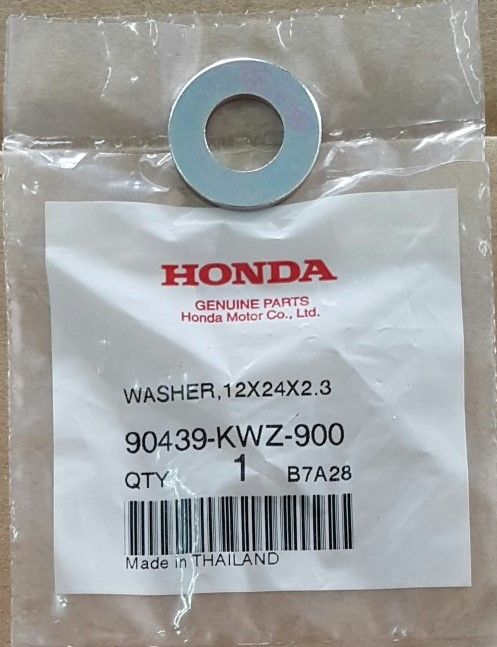 HONDA
GENUINE PARTS
Honda Motor Co., Ltd.
WASHER,12X24X2.3
90439-KWZ-900
QTY 1 B7A28
Made in THAILAND